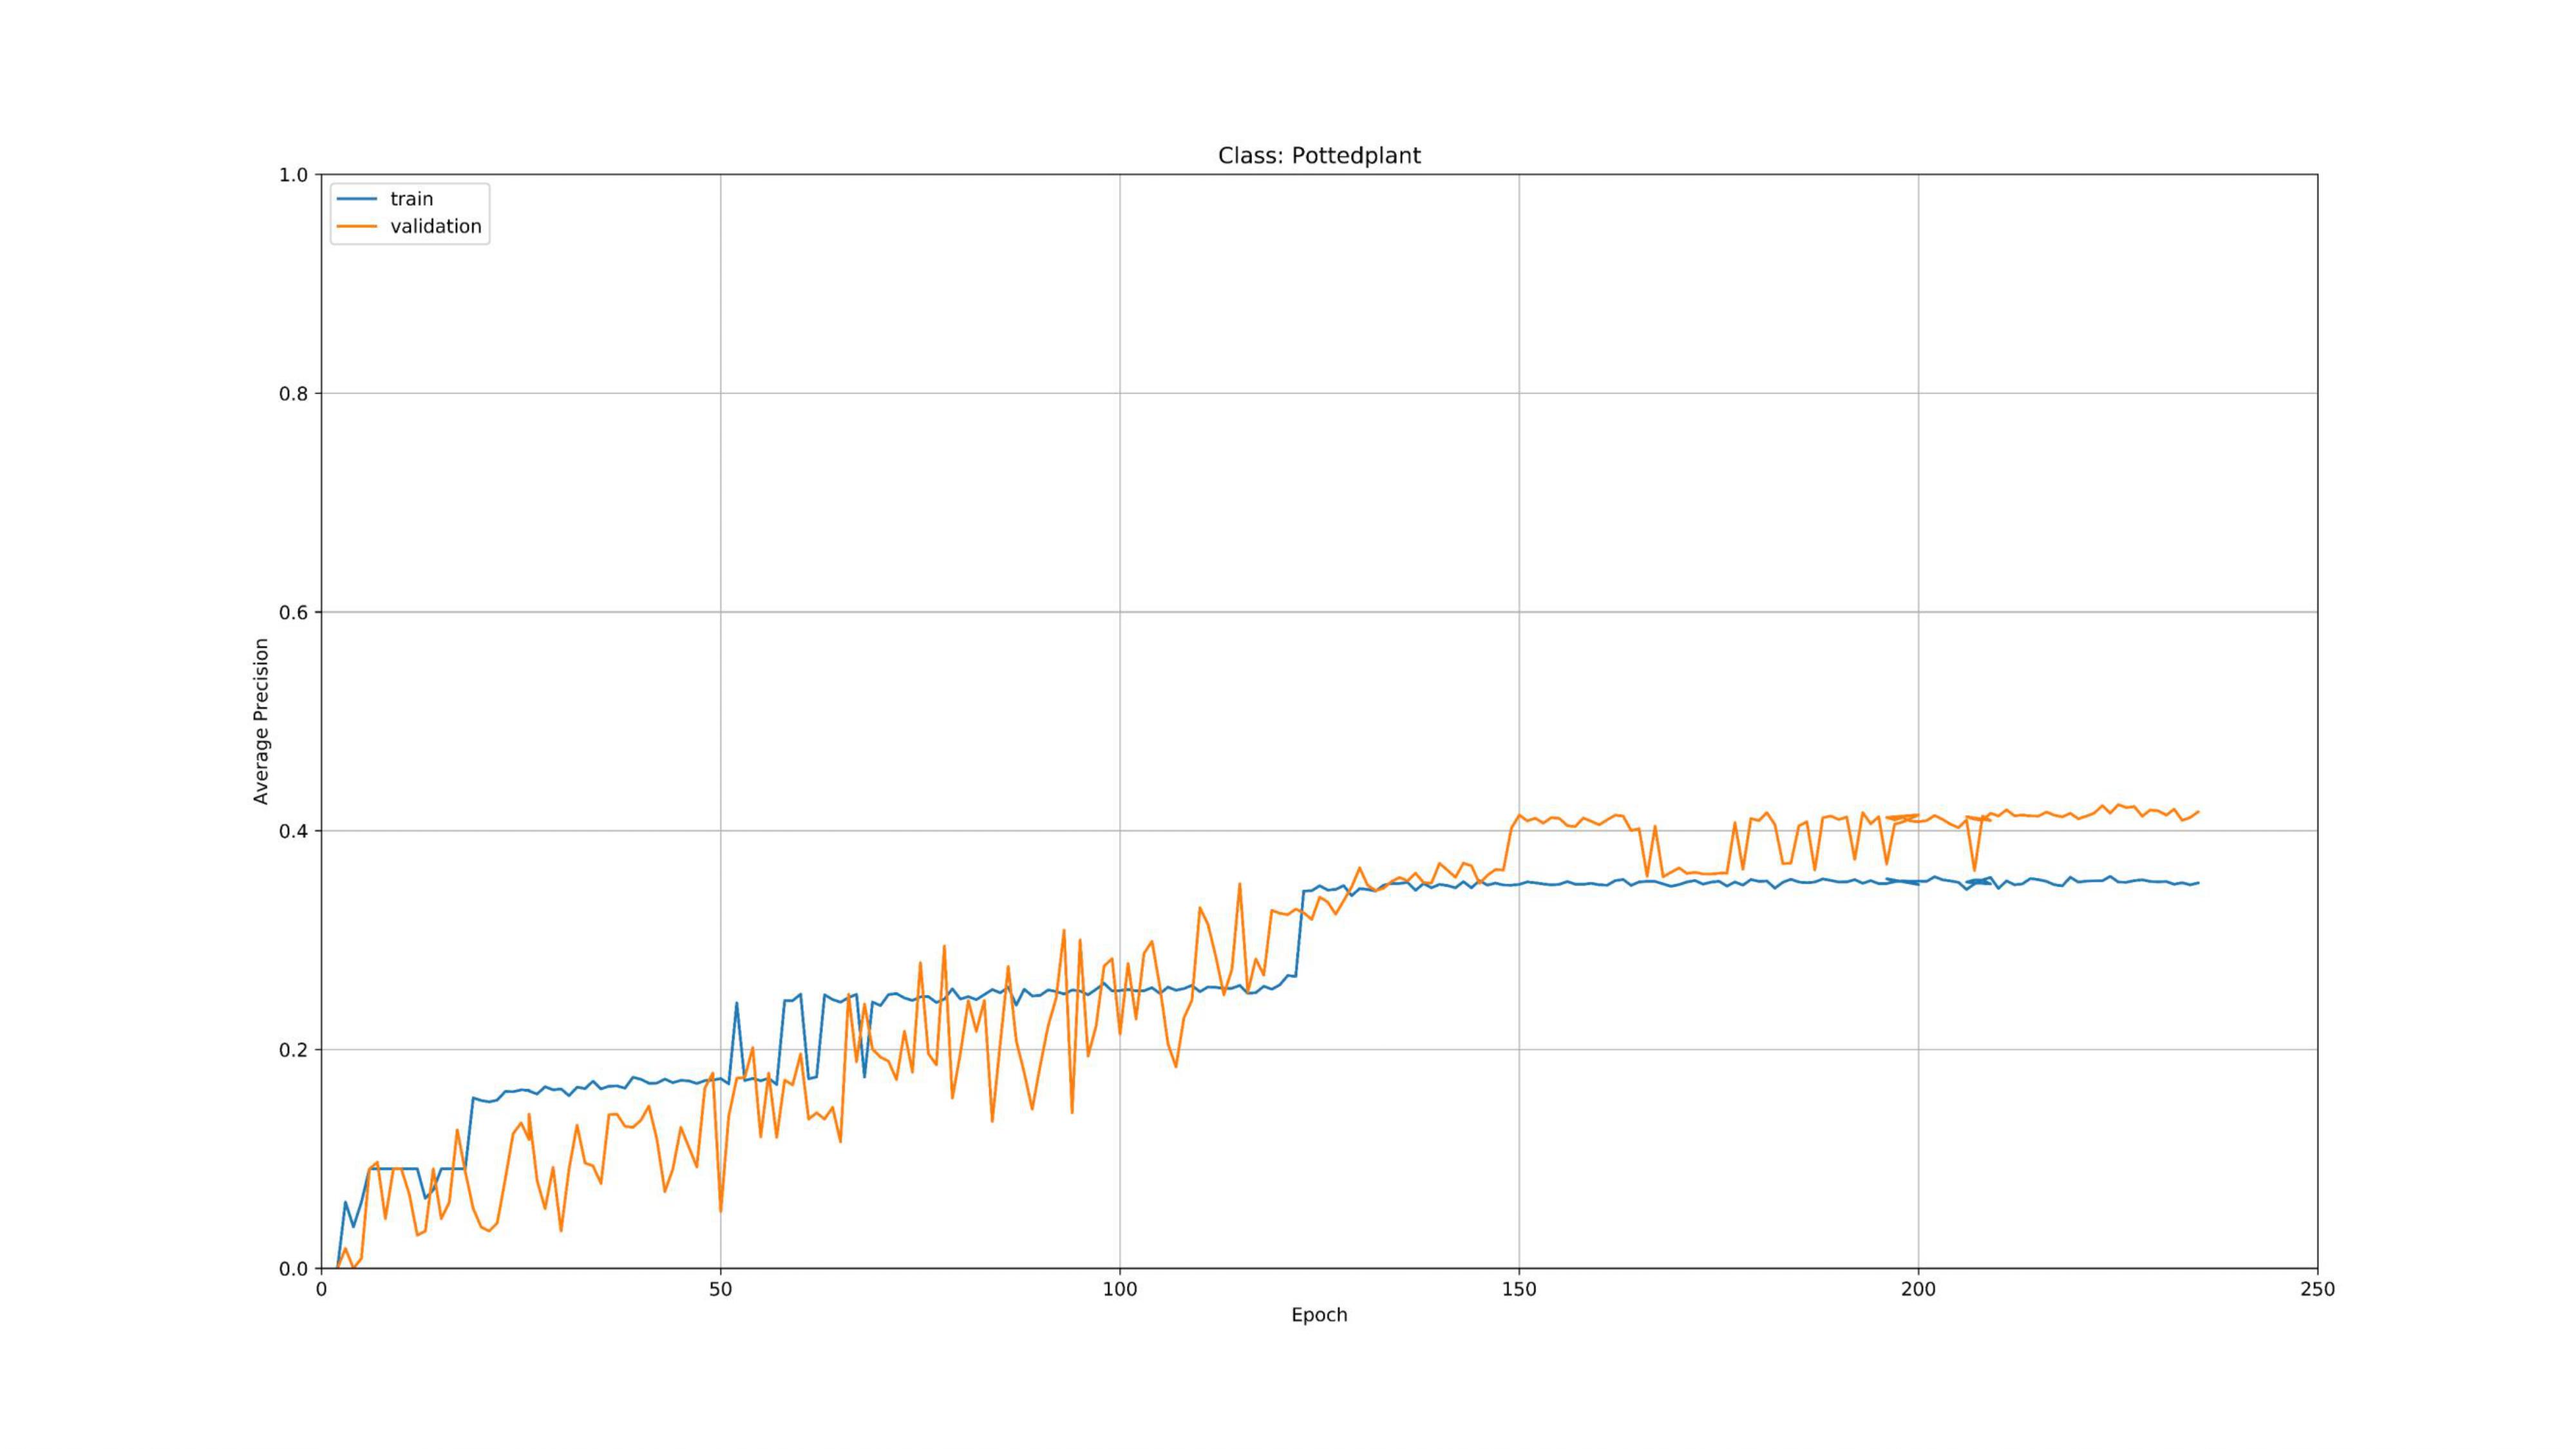 Class: Pottedplant
1.0
train
validation
0.8
0.6
Average Precision
0.4
0.2
0.0
0 50 100 150 200 250
Epoch